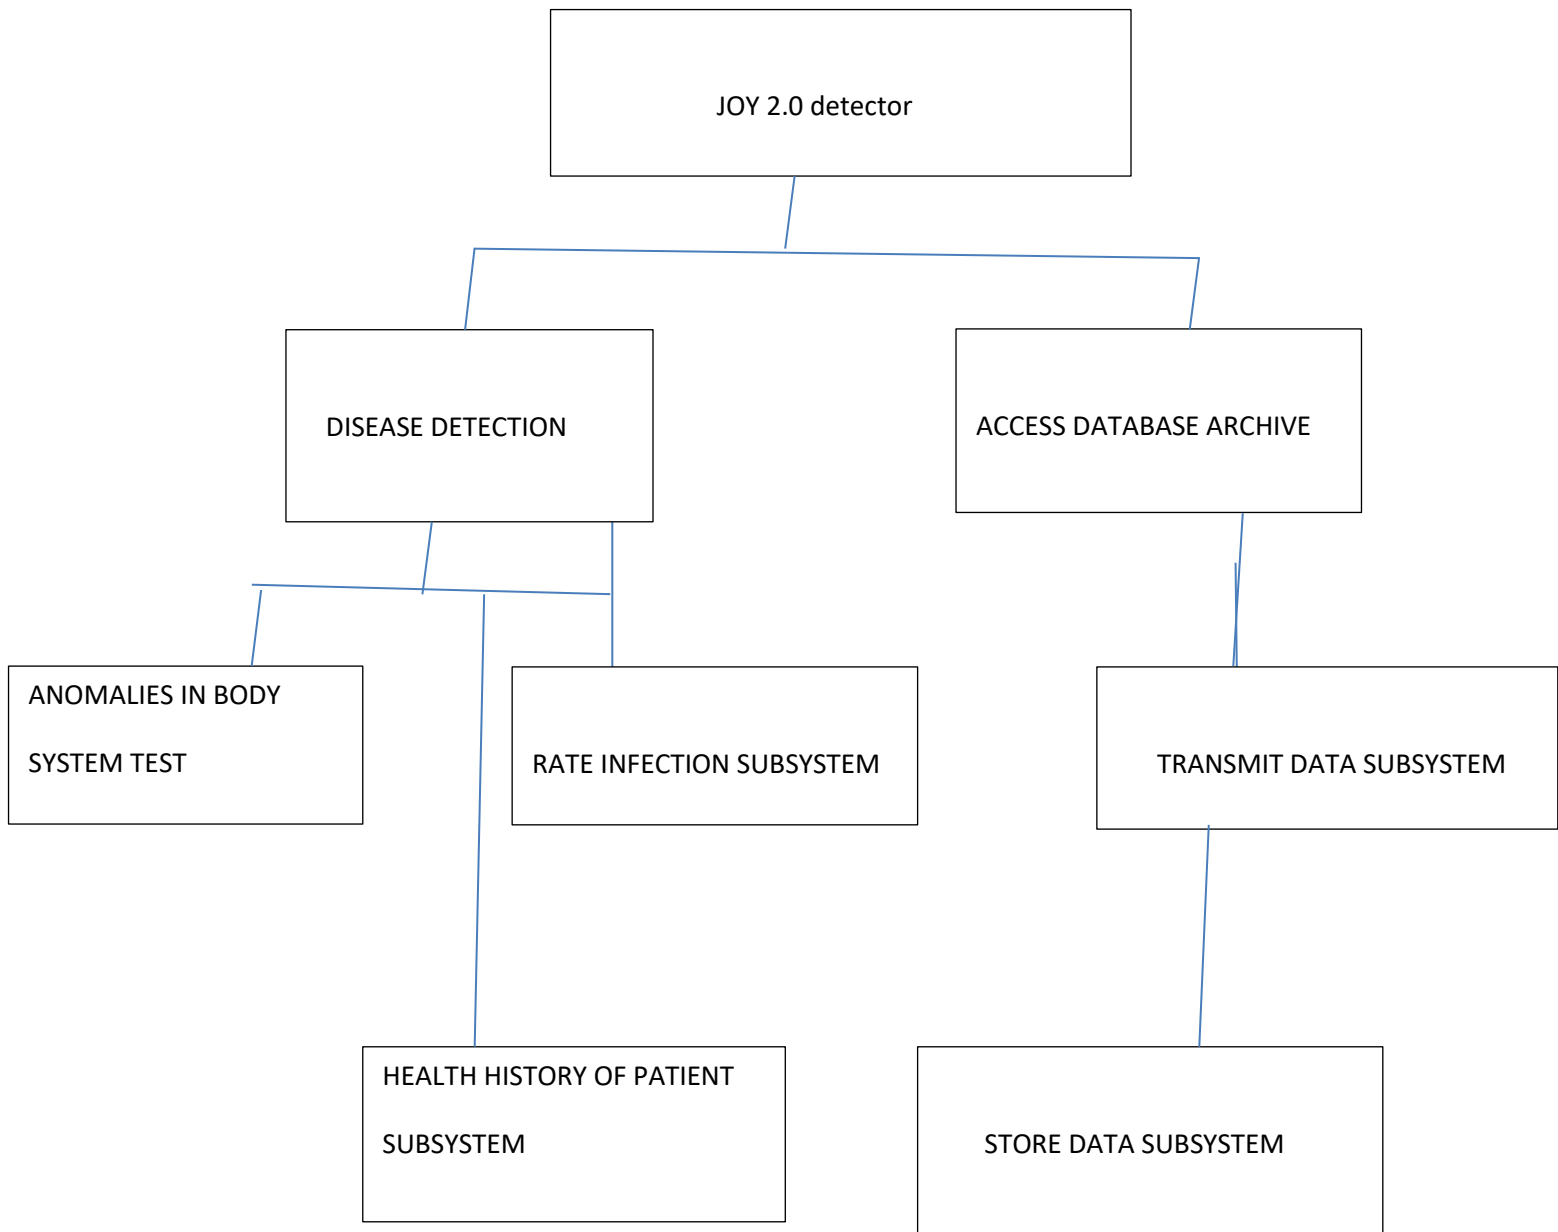 JOY 2.0 detector
DISEASE DETECTION
ACCESS DATABASE ARCHIVE
ANOMALIES IN BODY
SYSTEM TEST
RATE INFECTION SUBSYSTEM
TRANSMIT DATA SUBSYSTEM
HEALTH HISTORY OF PATIENT
SUBSYSTEM
STORE DATA SUBSYSTEM